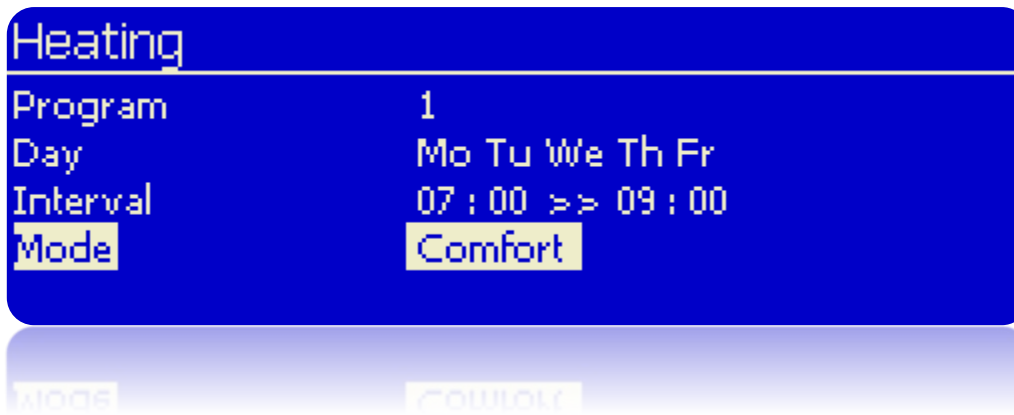 Heating
Program 1
Day Mo Tu We Th Fr
Interval 07:00 >> 09:00
Mode Comfort